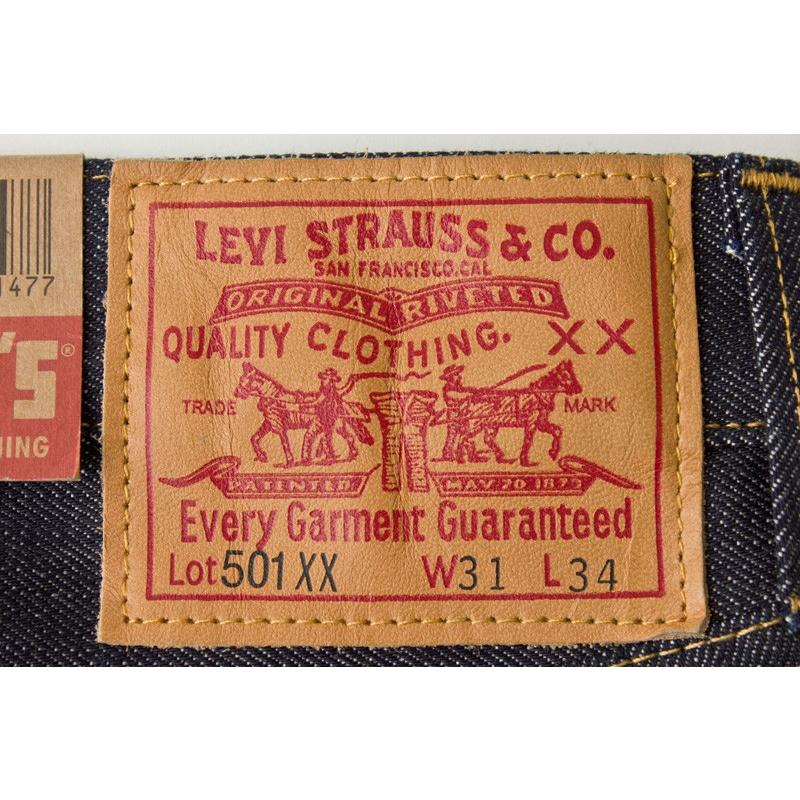 LEVI STRAUSS & CO.
SAN FRANCISCO.CAL
ORIGINAL RIVETED
QUALITY CLOTHING. XX
TRADE MARK
PATENTED MAY 20 1873
Every Garment Guaranteed
Lot 501XX W31 L34
477
'S®